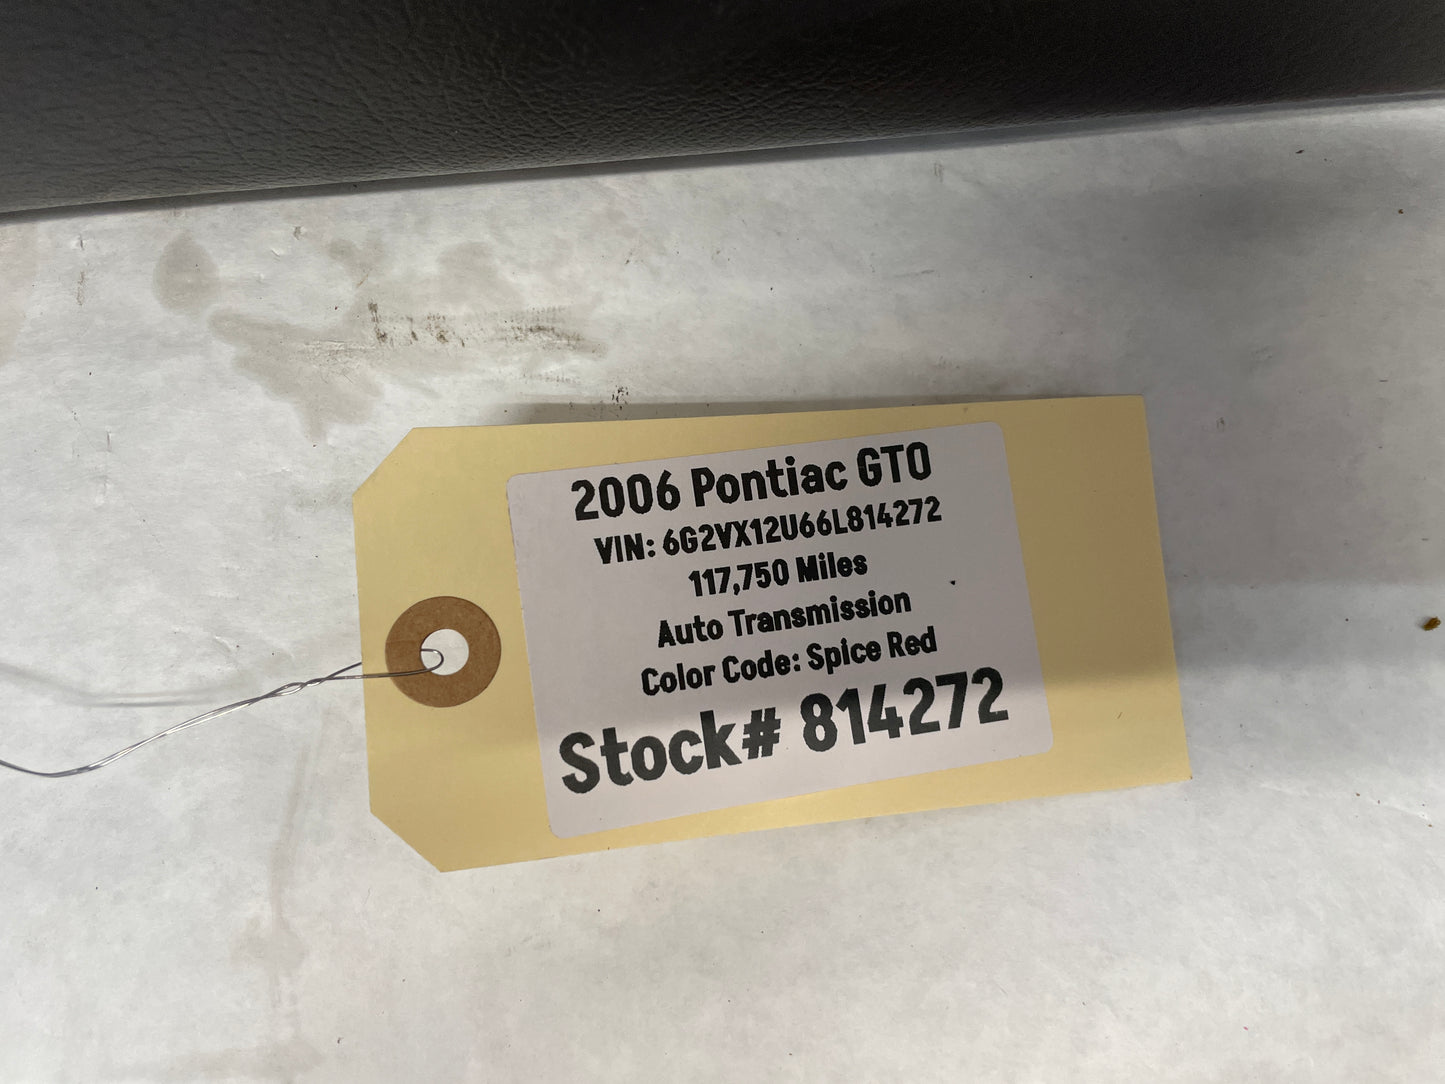 2006 Pontiac GTO
VIN: 6G2VX12U66L814272
117,750 Miles
Auto Transmission
Color Code: Spice Red
Stock# 814272